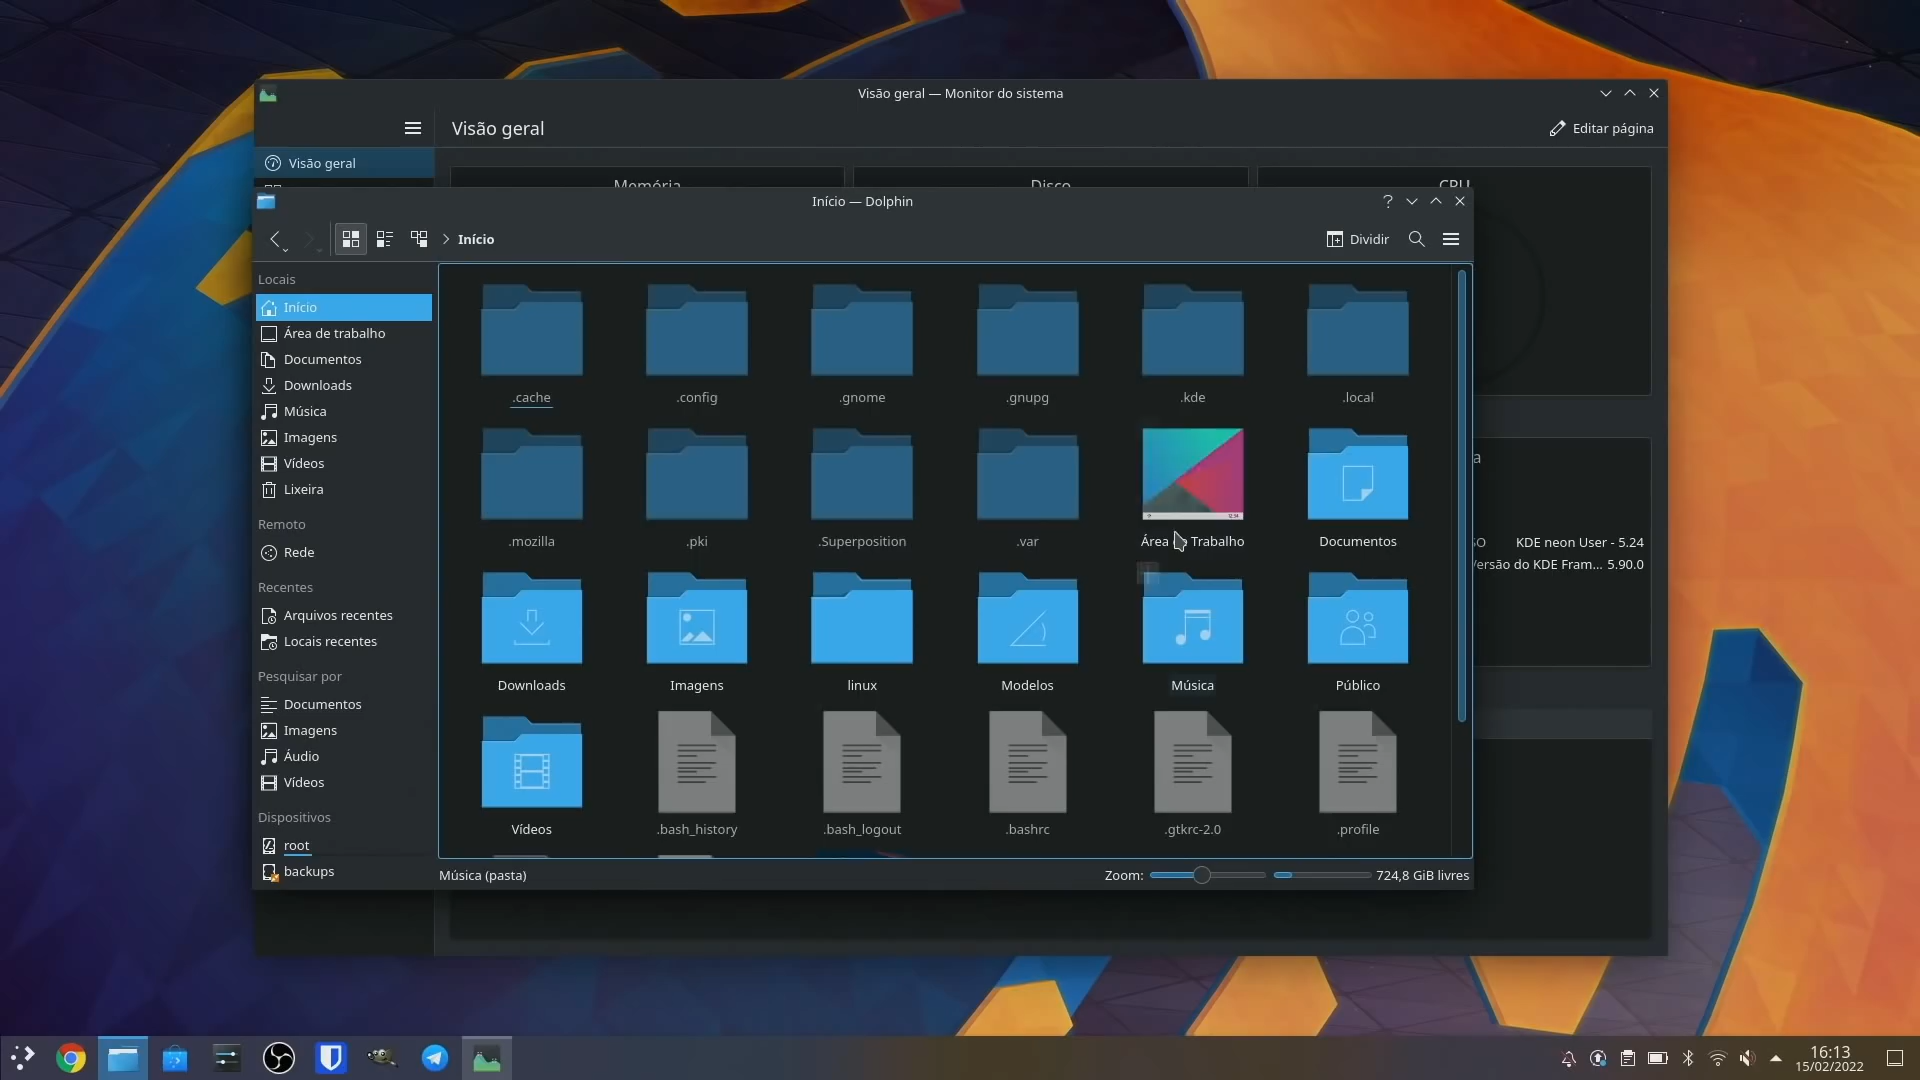 Visão geral — Monitor do sistema
Visão geral
Editar página
Visão geral
Memória
Disco
CPU
Início — Dolphin
Início
Dividir
Locais
Início
Área de trabalho
Documentos
Downloads
Música
Imagens
Vídeos
Lixeira
Remoto
Rede
Recentes
Arquivos recentes
Locais recentes
Pesquisar por
Documentos
Imagens
Áudio
Vídeos
Dispositivos
root
backups
.cache
.config
.gnome
.gnupg
.kde
.local
.mozilla
.pki
.Superposition
.var
Área Trabalho
Documentos
Downloads
Imagens
linux
Modelos
Música
Público
Vídeos
.bash_history
.bash_logout
.bashrc
.gtkrc-2.0
.profile
Música (pasta)
Zoom:
724,8 GiB livres
KDE neon User - 5.24
do KDE Fram... 5.90.0
16:13
15/02/2022